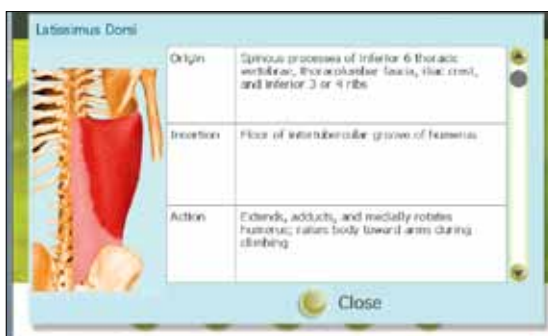 Latissimus Dorsi
Origin
Spinous processes of inferior 6 thoracic
vertebrae, thoracolumbar fascia, iliac crest,
and inferior 3 or 4 ribs
Insertion
Floor of intertubercular groove of humerus
Action
Extends, adducts, and medially rotates
humerus; raises body toward arms during
climbing
Close